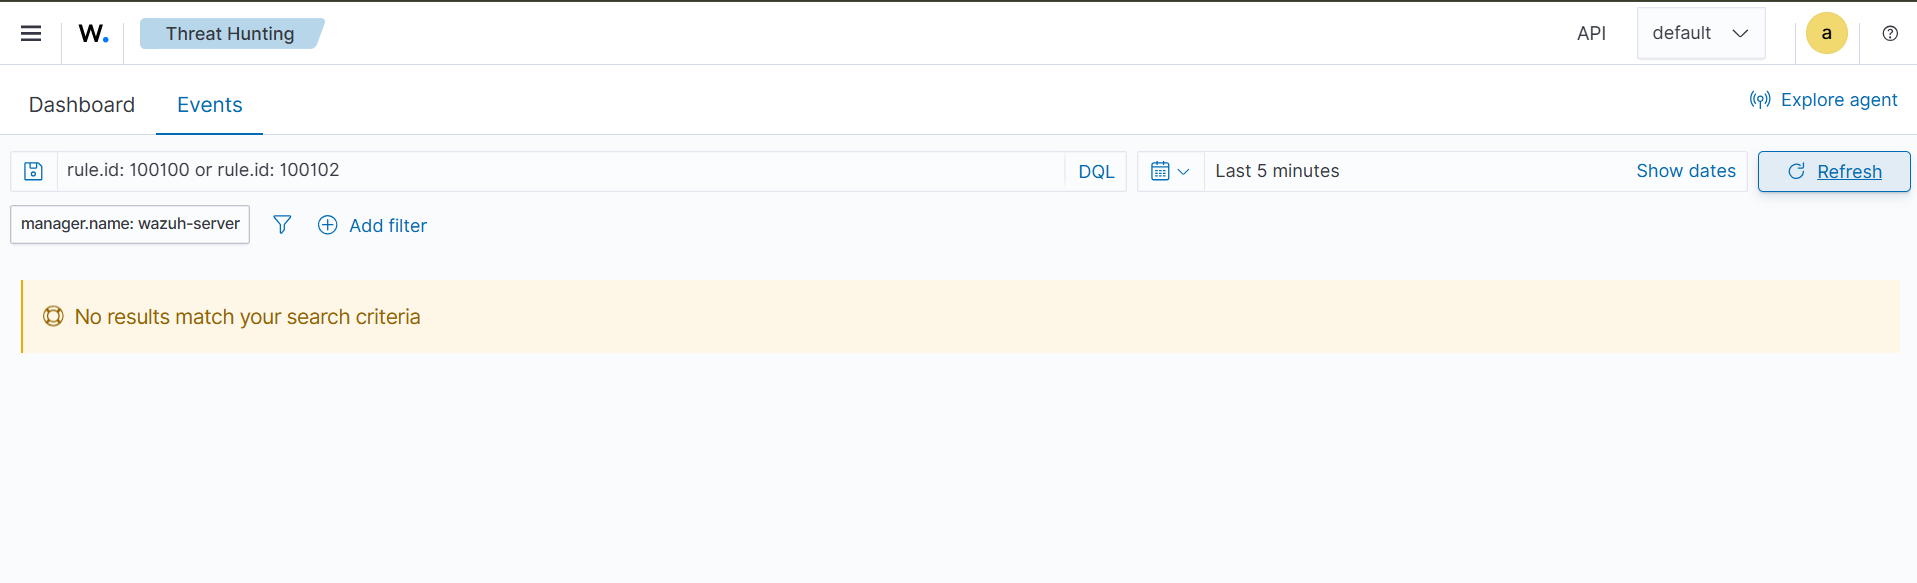 W. Threat Hunting API default a
Dashboard Events Explore agent
rule.id: 100100 or rule.id: 100102 DQL Last 5 minutes Show dates Refresh
manager.name: wazuh-server Add filter
No results match your search criteria